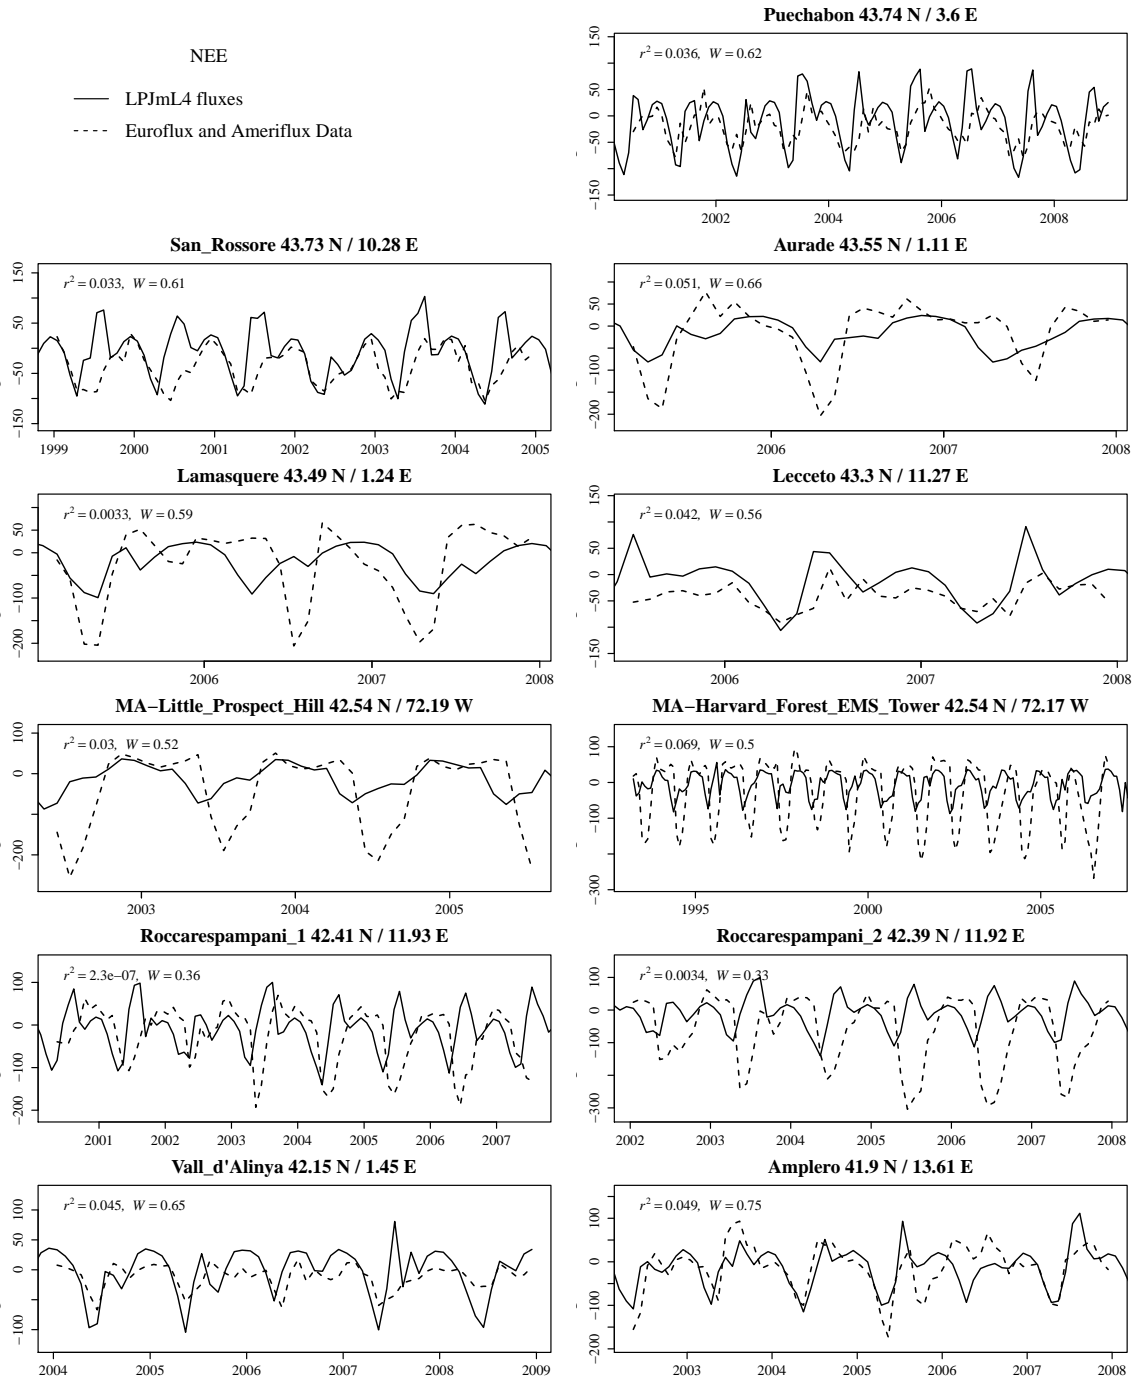 Puechabon 43.74 N / 3.6 E
NEE
LPJmL4 fluxes
Euroflux and Ameriflux Data
r² = 0.036, W = 0.62
150
50
0
−50
−150
2002 2004 2006 2008
San_Rossore 43.73 N / 10.28 E
r² = 0.033, W = 0.61
150
50
−50
−150
1999 2000 2001 2002 2003 2004 2005
Aurade 43.55 N / 1.11 E
r² = 0.051, W = 0.66
50
0
−100
−200
2006 2007 2008
Lamasquere 43.49 N / 1.24 E
r² = 0.0033, W = 0.59
50
0
−100
−200
2006 2007 2008
Lecceto 43.3 N / 11.27 E
r² = 0.042, W = 0.56
150
50
0
−50
−150
2006 2007 2008
MA−Little_Prospect_Hill 42.54 N / 72.19 W
r² = 0.03, W = 0.52
100
0
−200
2003 2004 2005
MA−Harvard_Forest_EMS_Tower 42.54 N / 72.17 W
r² = 0.069, W = 0.5
100
0
−100
−300
1995 2000 2005
Roccarespampani_1 42.41 N / 11.93 E
r² = 2.3e−07, W = 0.36
100
0
−100
−200
2001 2002 2003 2004 2005 2006 2007
Roccarespampani_2 42.39 N / 11.92 E
r² = 0.0034, W = 0.33
100
0
−100
−300
2002 2003 2004 2005 2006 2007 2008
Vall_d'Alinya 42.15 N / 1.45 E
r² = 0.045, W = 0.65
100
50
0
−100
2004 2005 2006 2007 2008 2009
Amplero 41.9 N / 13.61 E
r² = 0.049, W = 0.75
100
0
−100
−200
2003 2004 2005 2006 2007 2008